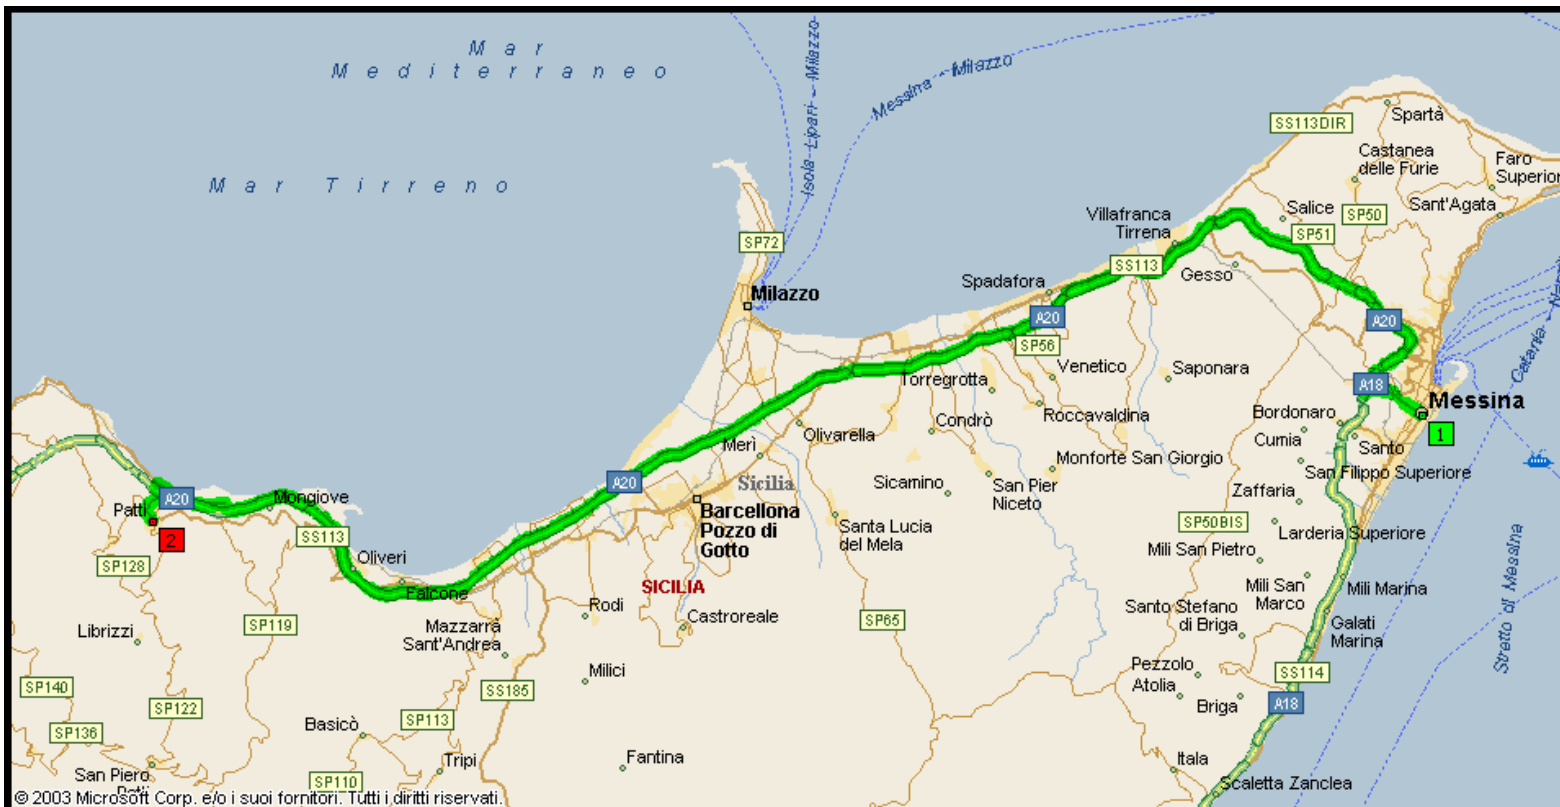 Mar
Mediterraneo
Mar Tirreno
Isola Lipari - Milazzo
Messina - Milazzo
SS113DIR
Spartà
Castanea
delle Furie
Faro
Superior
Villafranca
Tirrena
Salice
SP50
Sant'Agata
SP51
SP72
SS113
Gesso
Spadafora
Milazzo
A20
A20
SP56
Venetico
Saponara
Torregrotta
A18
Messina
1
Roccavaldina
Bordonaro
Condrò
Olivarella
Cumia
Santo
Merì
Monforte San Giorgio
San Filippo Superiore
Sicilia
Sicamino
San Pier
Niceto
Zaffaria
A20
A20
Mongiove
Patti
Barcellona
Pozzo di
Gotto
Santa Lucia
del Mela
SP50BIS
Larderia Superiore
2
SS113
Oliveri
Mili San Pietro
SP128
Falcone
SICILIA
Mili San
Marco
Mili Marina
Stretto di Messina
Rodi
Castroreale
SP65
Santo Stefano
di Briga
Galati
Marina
SP119
Librizzi
Mazzarrà
Sant'Andrea
Milici
Pezzolo
Atolia
SS114
SP140
SS185
SP122
Briga
A18
SP136
Basicò
SP113
Fantina
Itala
San Piero
Tripi
SP110
Scaletta Zanclea
© 2003 Microsoft Corp. e/o i suoi fornitori. Tutti i diritti riservati.